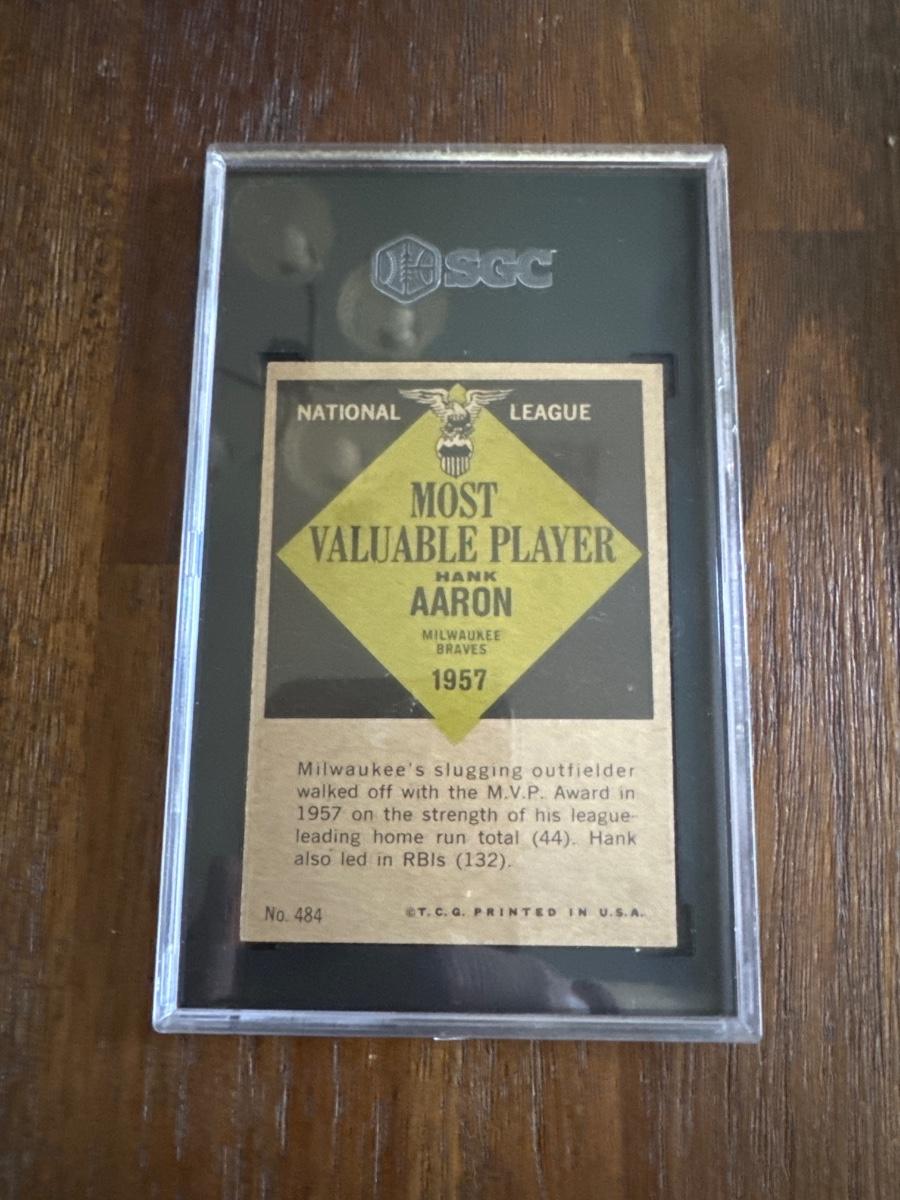 SGC
NATIONAL LEAGUE
MOST
VALUABLE PLAYER
HANK
AARON
MILWAUKEE
BRAVES
1957
Milwaukee's slugging outfielder
walked off with the M.V.P. Award in
1957 on the strength of his league-
leading home run total (44). Hank
also led in RBIs (132).
No. 484 ©T.C.G. PRINTED IN U.S.A.